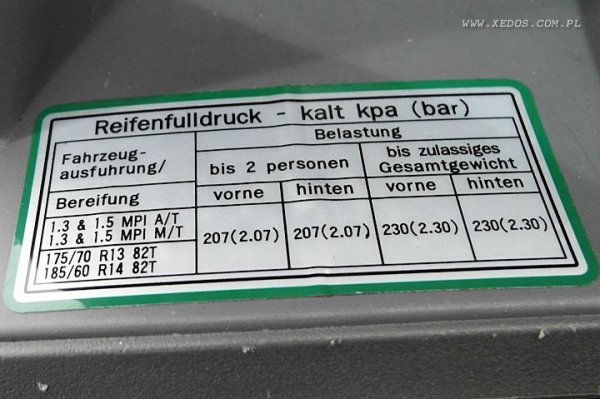 WWW.XEDOS.COM.PL
Reifenfulldruck - kalt kpa (bar)
Fahrzeug-
ausfuhrung/
Belastung
bis 2 personen
bis zulassiges
Gesamtgewicht
Bereifung
vorne hinten vorne hinten
1.3 & 1.5 MPI A/T
1.3 & 1.5 MPI M/T
175/70 R13 82T
185/60 R14 82T
207(2.07) 207(2.07) 230(2.30) 230(2.30)